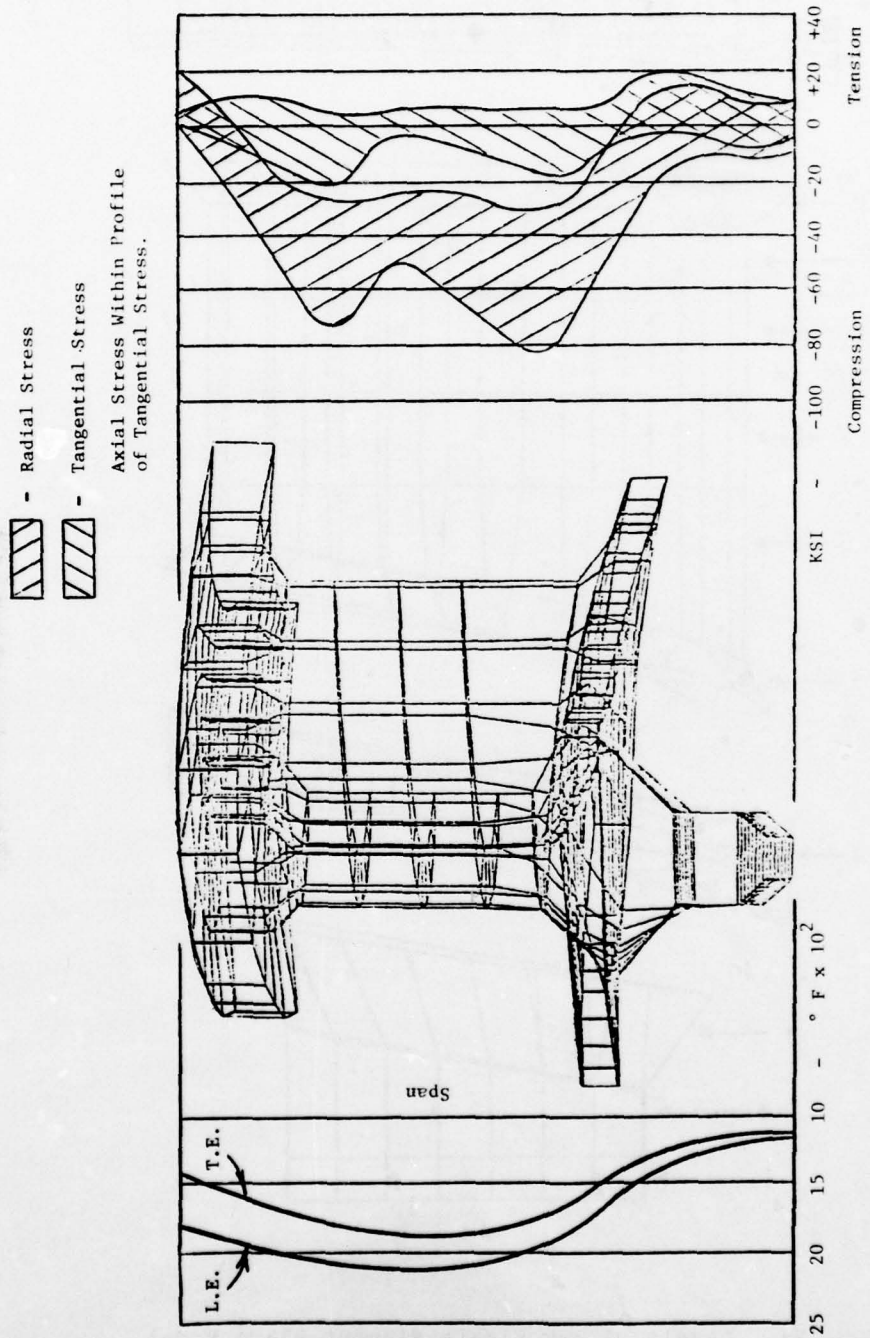 - Radial Stress
- Tangential Stress
Axial Stress Within Profile
of Tangential Stress.
L.E.
T.E.
Span
25 20 15 10 - ° F x 10²
KSI ~ -100 -80 -60 -40 -20 0 +20 +40
Compression Tension